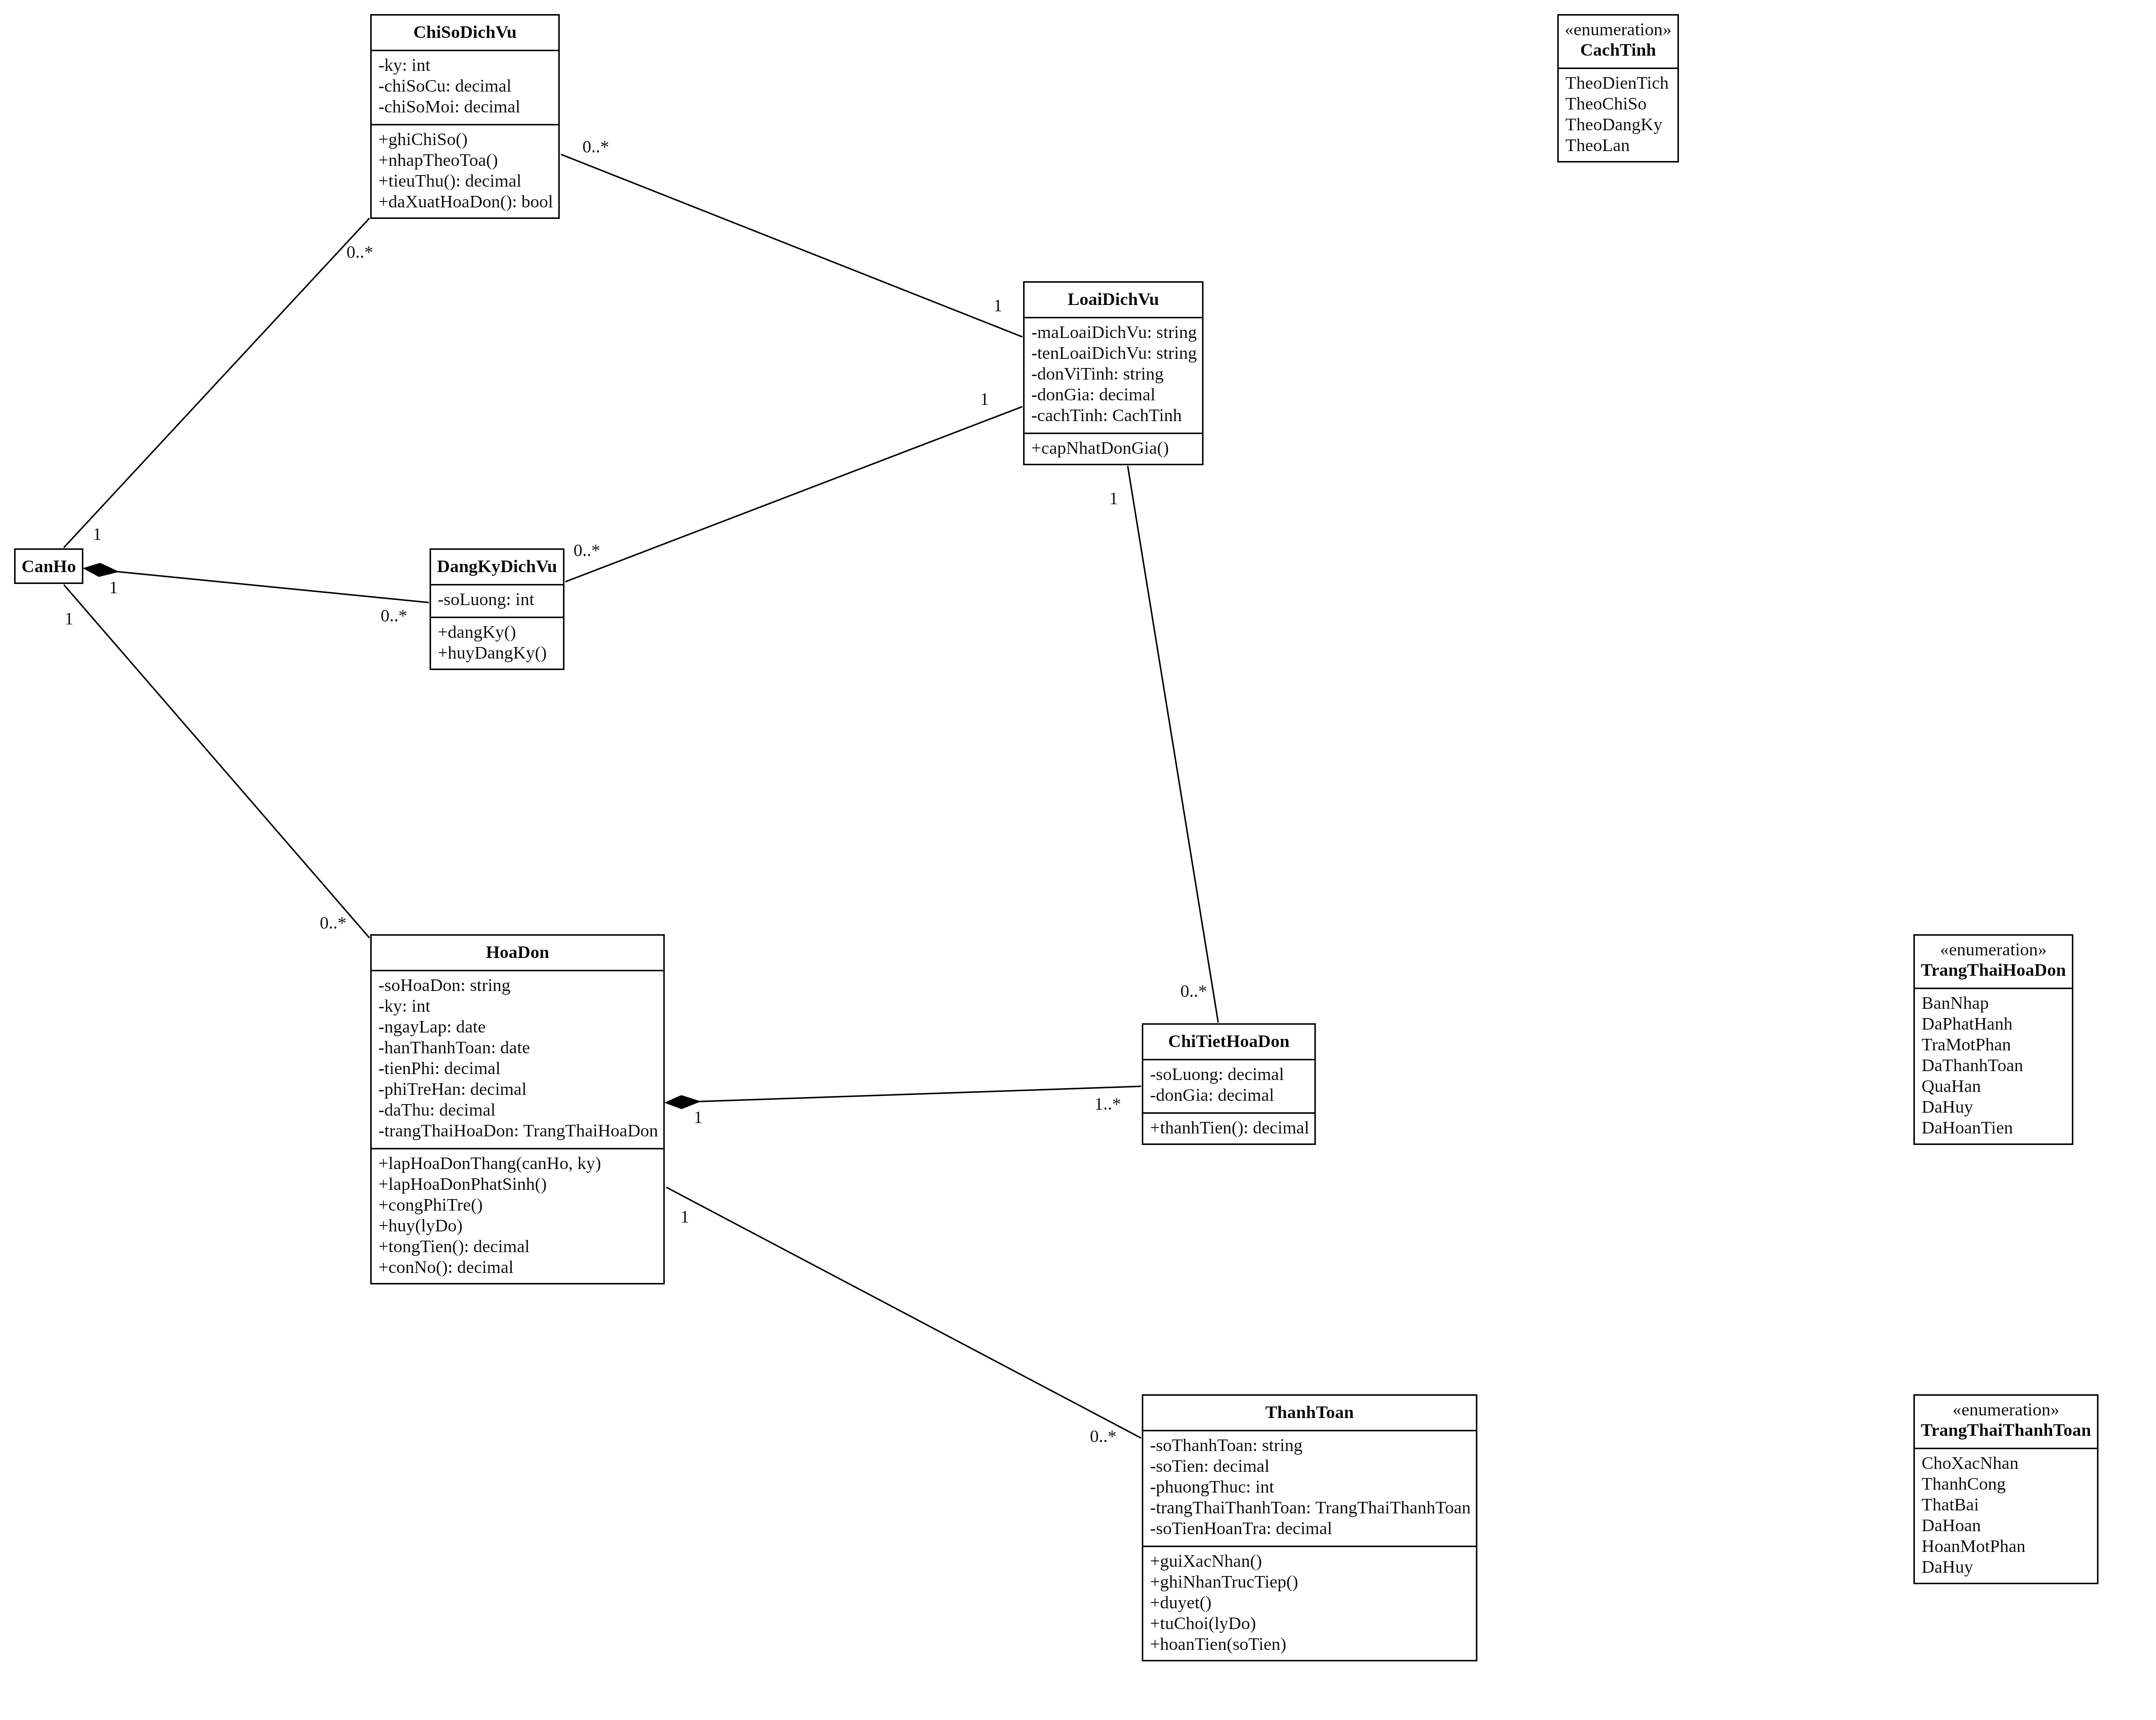 ChiSoDichVu
-ky: int
-chiSoCu: decimal
-chiSoMoi: decimal
+ghiChiSo()
+nhapTheoToa()
+tieuThu(): decimal
+daXuatHoaDon(): bool
«enumeration»
CachTinh
TheoDienTich
TheoChiSo
TheoDangKy
TheoLan
0..*
0..*
1
LoaiDichVu
-maLoaiDichVu: string
-tenLoaiDichVu: string
-donViTinh: string
-donGia: decimal
-cachTinh: CachTinh
+capNhatDonGia()
1
1
1
CanHo
1
1
0..*
0..*
DangKyDichVu
-soLuong: int
+dangKy()
+huyDangKy()
0..*
HoaDon
-soHoaDon: string
-ky: int
-ngayLap: date
-hanThanhToan: date
-tienPhi: decimal
-phiTreHan: decimal
-daThu: decimal
-trangThaiHoaDon: TrangThaiHoaDon
+lapHoaDonThang(canHo, ky)
+lapHoaDonPhatSinh()
+congPhiTre()
+huy(lyDo)
+tongTien(): decimal
+conNo(): decimal
0..*
ChiTietHoaDon
-soLuong: decimal
-donGia: decimal
+thanhTien(): decimal
1
1..*
«enumeration»
TrangThaiHoaDon
BanNhap
DaPhatHanh
TraMotPhan
DaThanhToan
QuaHan
DaHuy
DaHoanTien
1
0..*
ThanhToan
-soThanhToan: string
-soTien: decimal
-phuongThuc: int
-trangThaiThanhToan: TrangThaiThanhToan
-soTienHoanTra: decimal
+guiXacNhan()
+ghiNhanTrucTiep()
+duyet()
+tuChoi(lyDo)
+hoanTien(soTien)
«enumeration»
TrangThaiThanhToan
ChoXacNhan
ThanhCong
ThatBai
DaHoan
HoanMotPhan
DaHuy